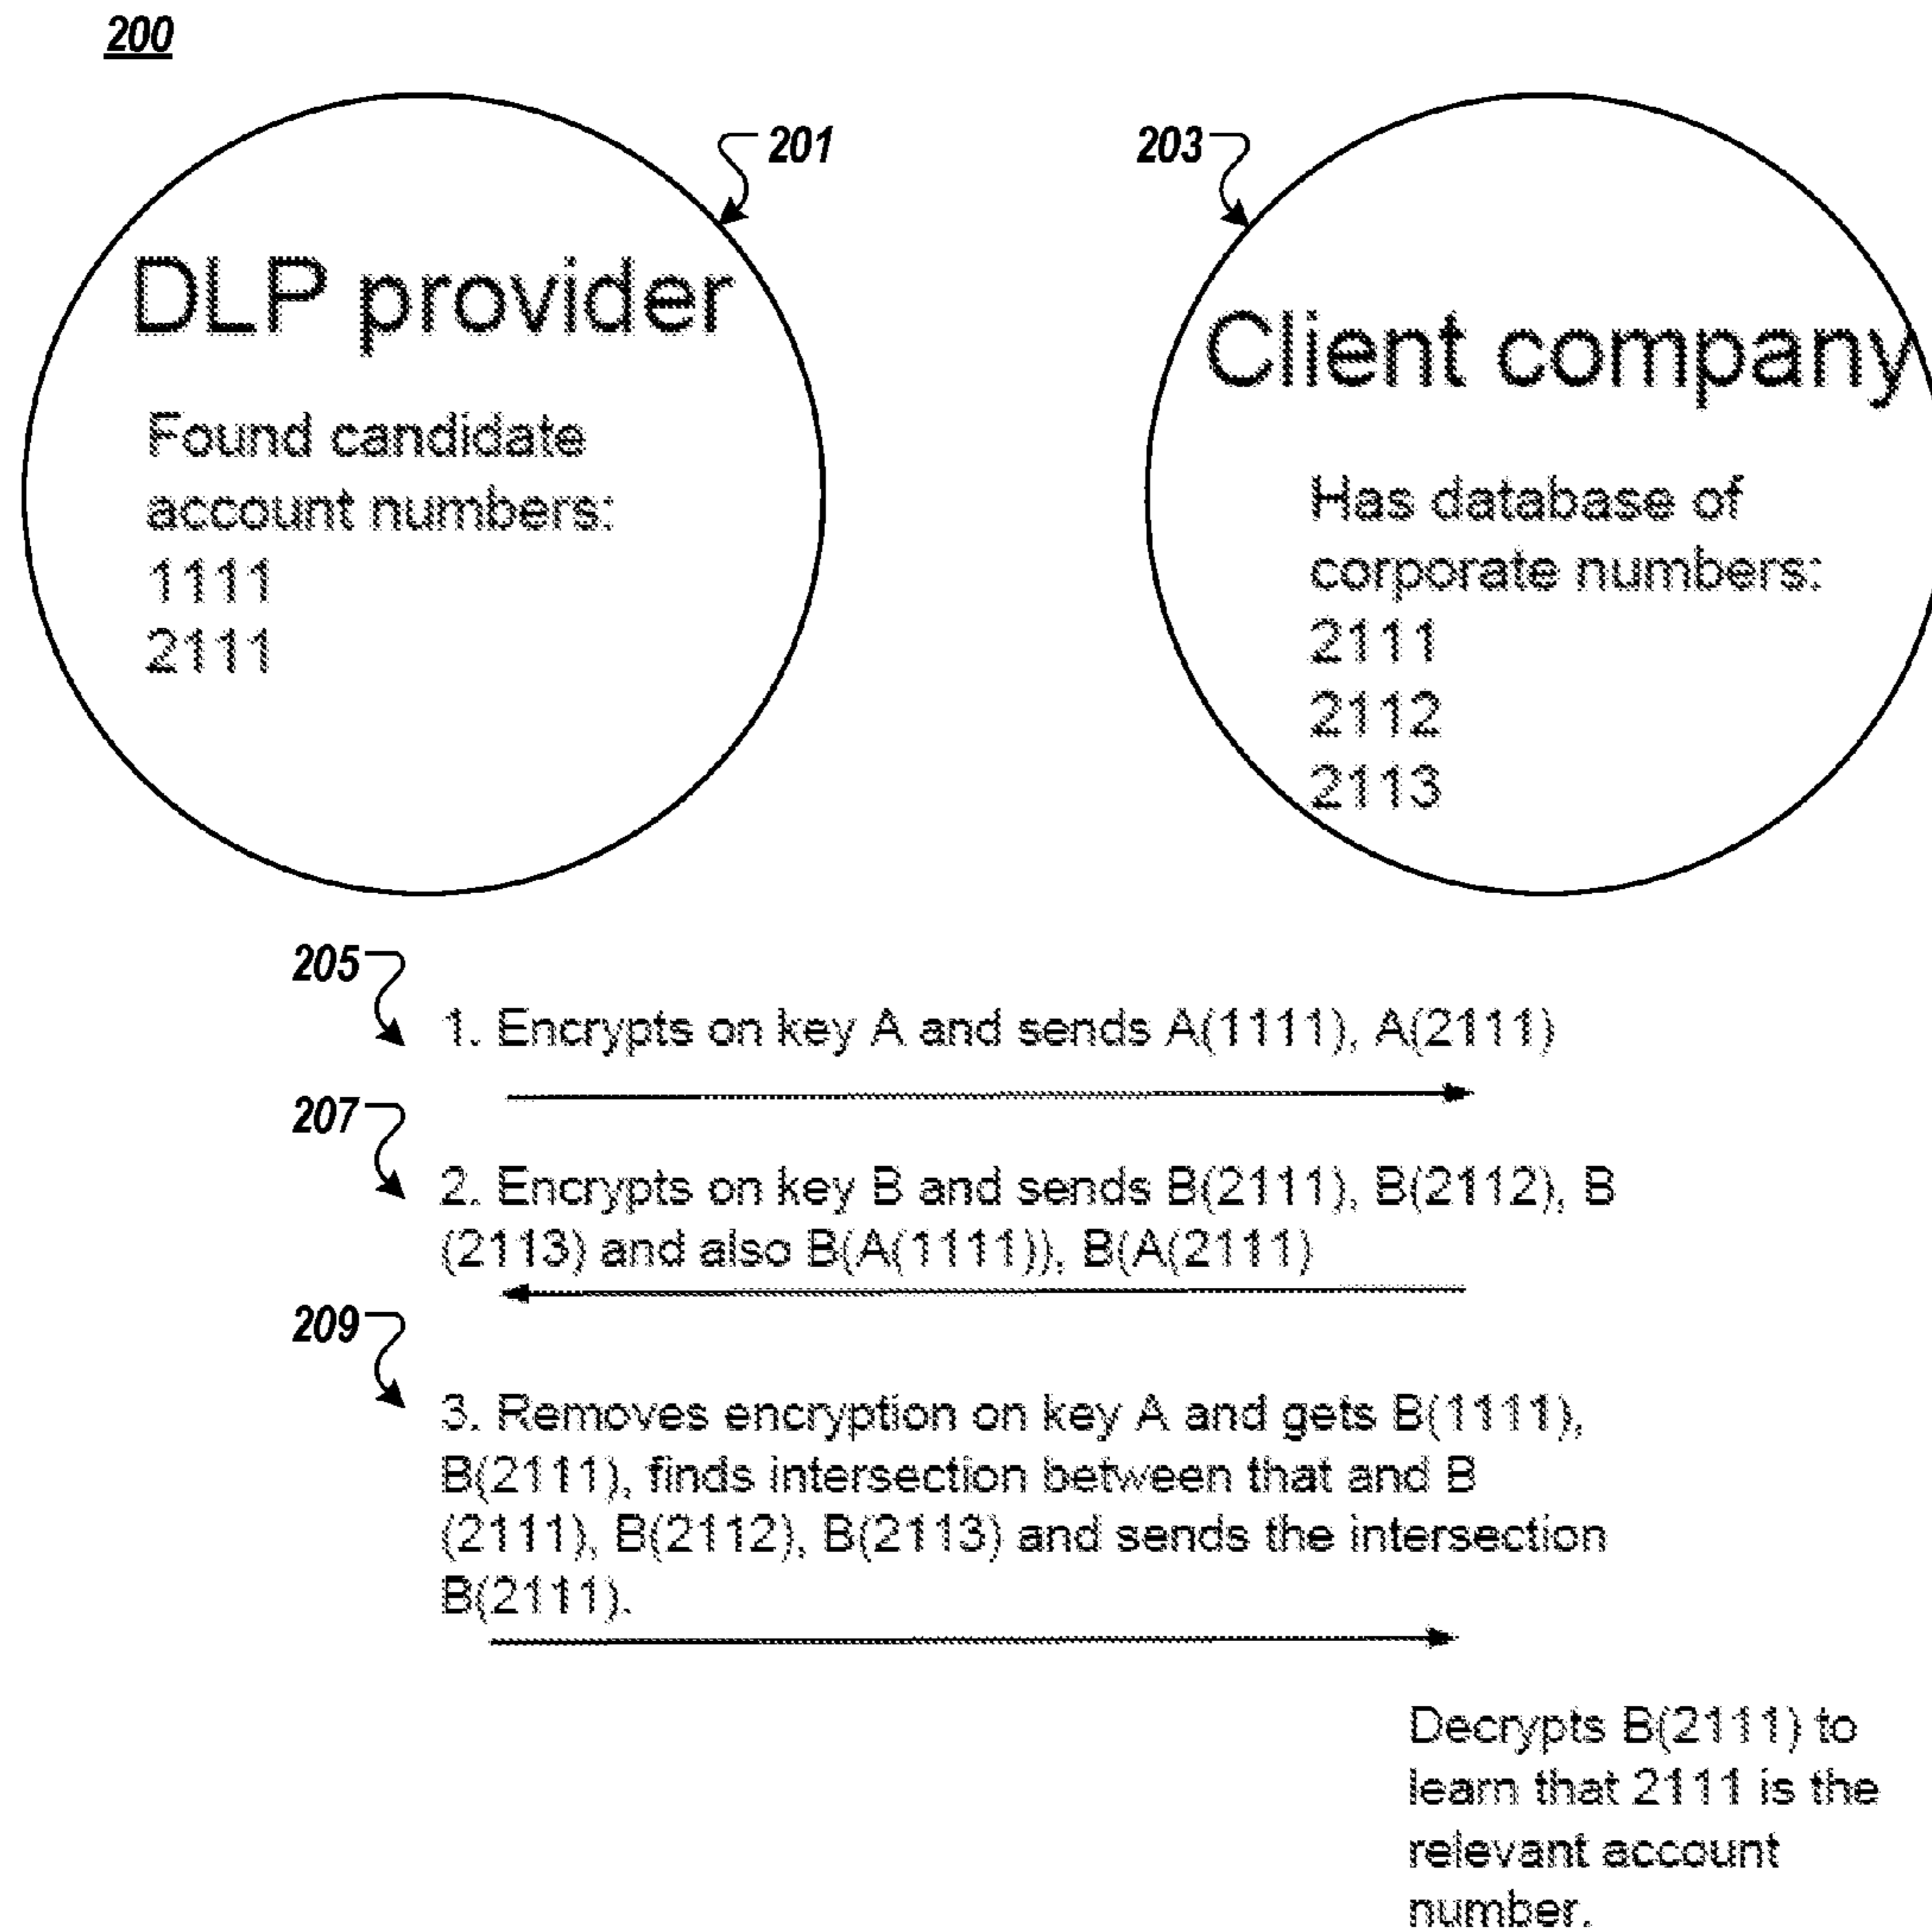 200
201
203
DLP provider
Found candidate
account numbers:
1111
2111
Client company
Has database of
corporate numbers:
2111
2112
2113
205
1. Encrypts on key A and sends A(1111), A(2111)
207
2. Encrypts on key B and sends B(2111), B(2112), B
(2113) and also B(A(1111)), B(A(2111)
209
3. Removes encryption on key A and gets B(1111),
B(2111), finds intersection between that and B
(2111), B(2112), B(2113) and sends the intersection
B(2111).
Decrypts B(2111) to
learn that 2111 is the
relevant account
number.